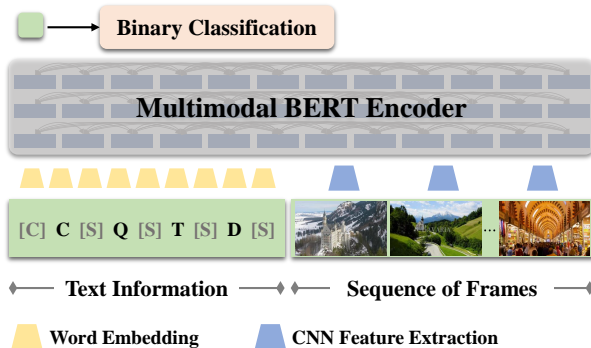 Binary Classification
Multimodal BERT Encoder
[C] C [S] Q [S] T [S] D [S]
...
Text Information
Sequence of Frames
Word Embedding
CNN Feature Extraction